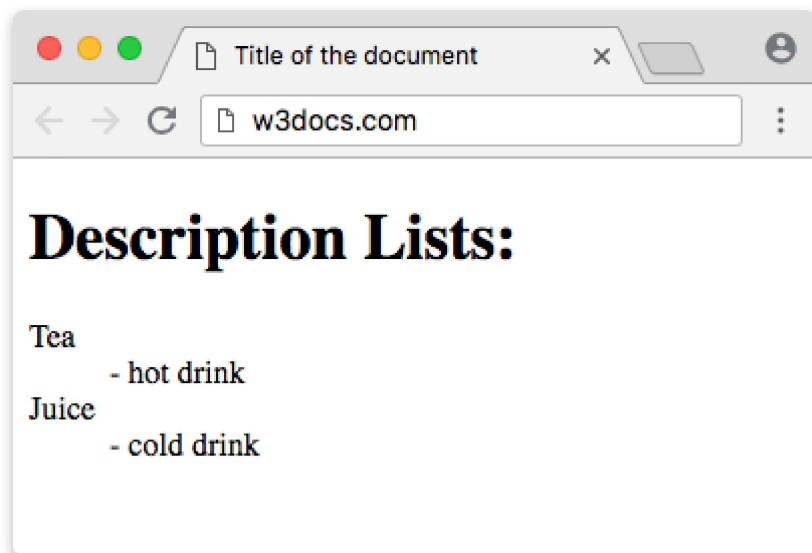 Title of the document
w3docs.com
Description Lists:
Tea
- hot drink
Juice
- cold drink